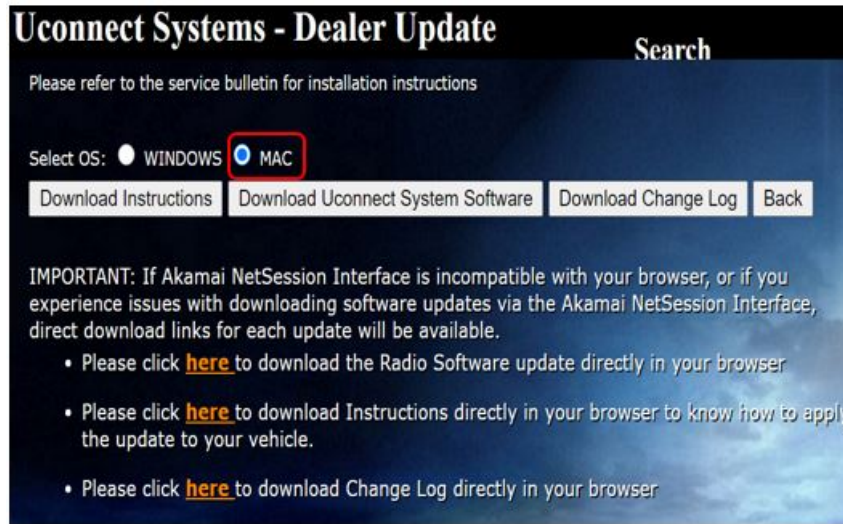 Uconnect Systems - Dealer Update
Search
Please refer to the service bulletin for installation instructions
Select OS: WINDOWS MAC
Download Instructions Download Uconnect System Software Download Change Log Back
IMPORTANT: If Akamai NetSession Interface is incompatible with your browser, or if you
experience issues with downloading software updates via the Akamai NetSession Interface,
direct download links for each update will be available.
• Please click here to download the Radio Software update directly in your browser
• Please click here to download Instructions directly in your browser to know how to apply
the update to your vehicle.
• Please click here to download Change Log directly in your browser